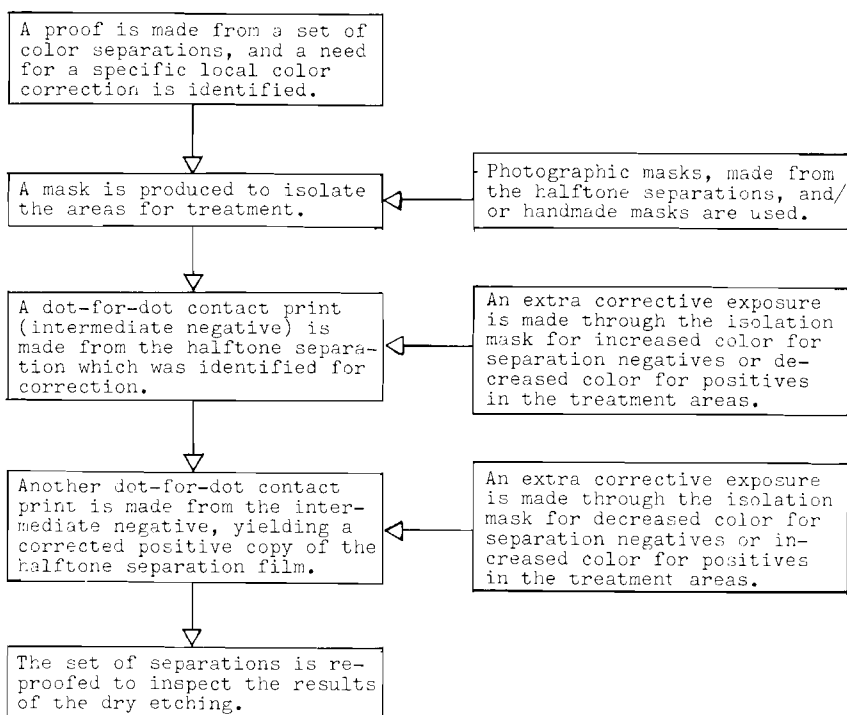 A proof is made from a set of
color separations, and a need
for a specific local color
correction is identified.
A mask is produced to isolate
the areas for treatment.
Photographic masks, made from
the halftone separations, and/
or handmade masks are used.
A dot-for-dot contact print
(intermediate negative) is
made from the halftone separa-
tion which was identified for
correction.
An extra corrective exposure
is made through the isolation
mask for increased color for
separation negatives or de-
creased color for positives
in the treatment areas.
Another dot-for-dot contact
print is made from the inter-
mediate negative, yielding a
corrected positive copy of the
halftone separation film.
An extra corrective exposure
is made through the isolation
mask for decreased color for
separation negatives or in-
creased color for positives
in the treatment areas.
The set of separations is re-
proofed to inspect the results
of the dry etching.